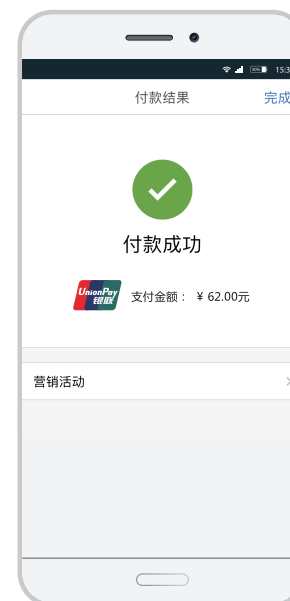 15:3
付款结果 完成
付款成功
UnionPay
银联
支付金额： ￥ 62.00元
营销活动